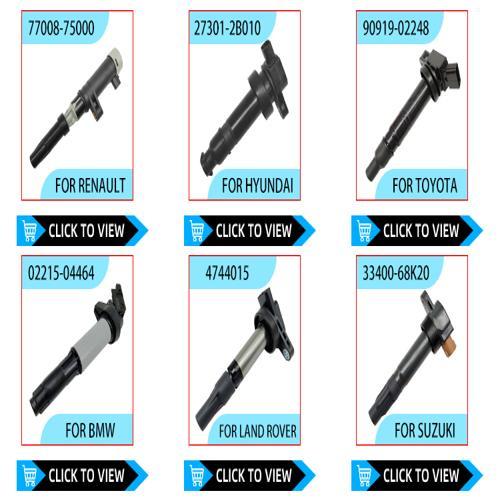 77008-75000
27301-2B010
90919-02248
FOR RENAULT
FOR HYUNDAI
FOR TOYOTA
CLICK TO VIEW
CLICK TO VIEW
CLICK TO VIEW
02215-04464
4744015
33400-68K20
FOR BMW
FOR LAND ROVER
FOR SUZUKI
CLICK TO VIEW
CLICK TO VIEW
CLICK TO VIEW